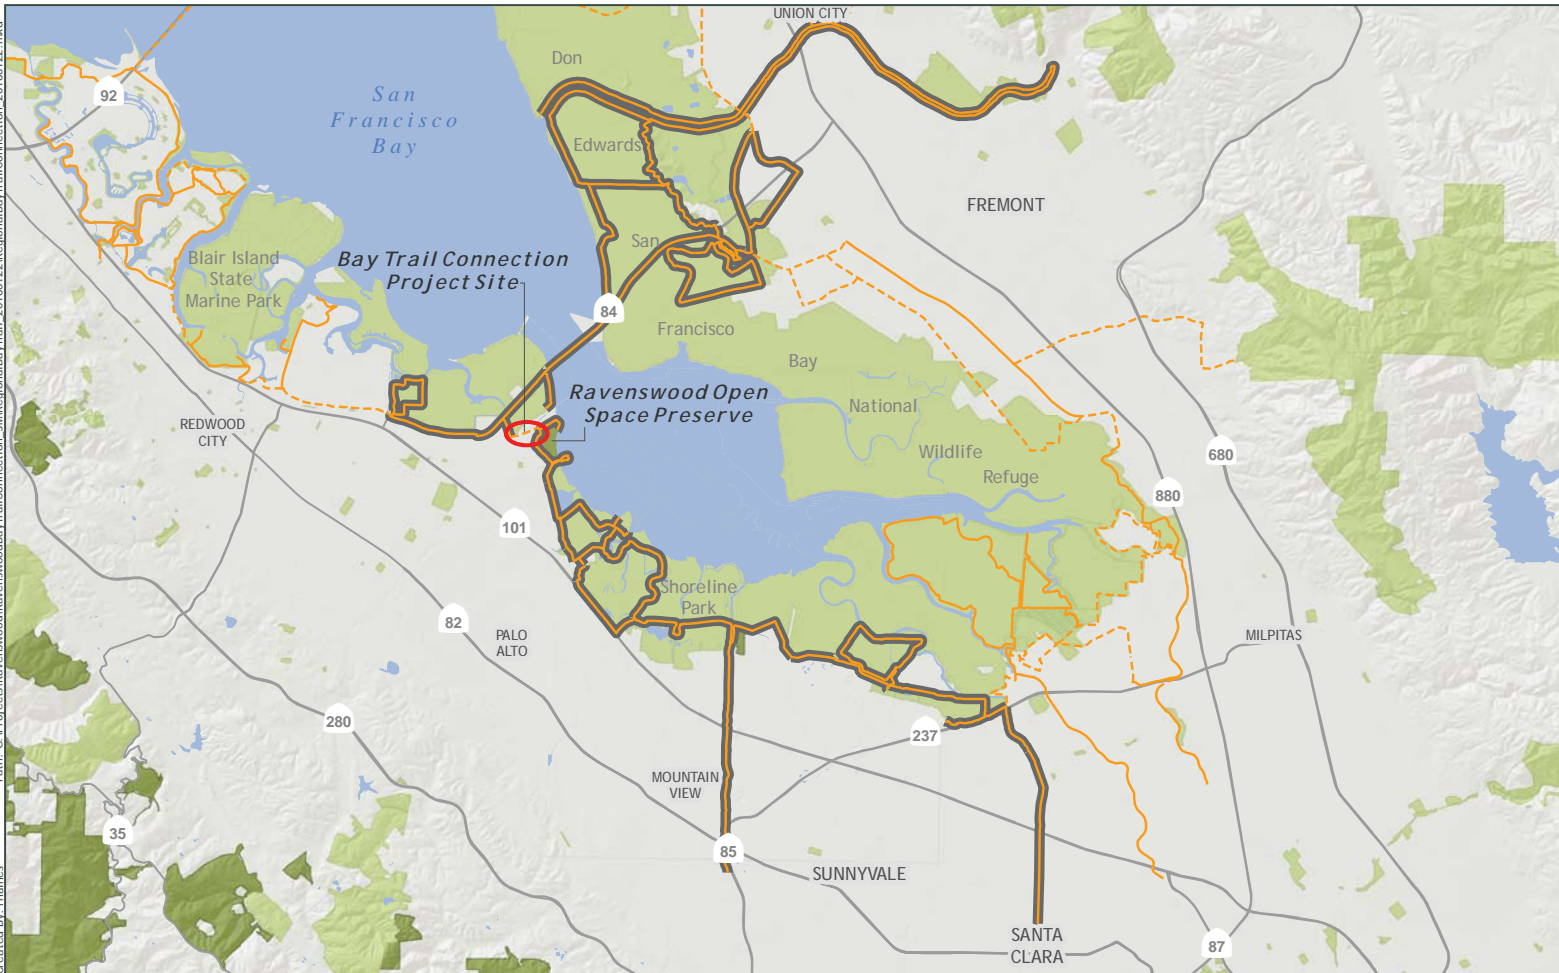 UNION CITY
Don
92
San
Francisco
Bay
Edwards
FREMONT
San
Blair Island
State
Marine Park
Bay Trail Connection
Project Site
84
Francisco
Bay
Ravenswood Open
Space Preserve
National
REDWOOD
CITY
Wildlife
Refuge
680
880
101
Shoreline
Park
82
PALO
ALTO
MILPITAS
280
237
MOUNTAIN
VIEW
35
85
SUNNYVALE
SANTA
CLARA
87